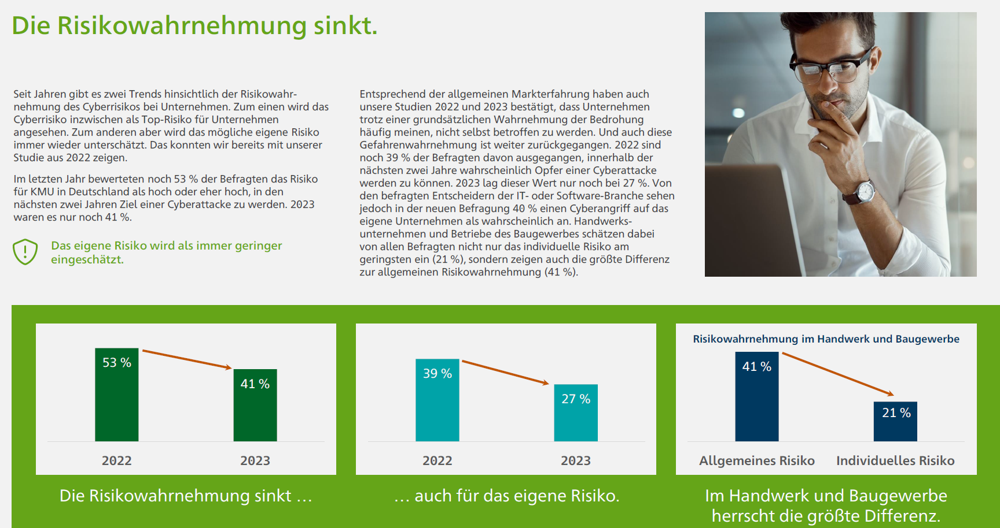 Die Risikowahrnehmung sinkt.
Seit Jahren gibt es zwei Trends hinsichtlich der Risikowahr-
nehmung des Cyberrisikos bei Unternehmen. Zum einen wird das
Cyberrisiko inzwischen als Top-Risiko für Unternehmen
angesehen. Zum anderen aber wird das mögliche eigene Risiko
immer wieder unterschätzt. Das konnten wir bereits mit unserer
Studie aus 2022 zeigen.
Im letzten Jahr bewerteten noch 53 % der Befragten das Risiko
für KMU in Deutschland als hoch oder eher hoch, in den
nächsten zwei Jahren Ziel einer Cyberattacke zu werden. 2023
waren es nur noch 41 %.
Das eigene Risiko wird als immer geringer
eingeschätzt.
Entsprechend der allgemeinen Markterfahrung haben auch
unsere Studien 2022 und 2023 bestätigt, dass Unternehmen
trotz einer grundsätzlichen Wahrnehmung der Bedrohung
häufig meinen, nicht selbst betroffen zu werden. Und auch diese
Gefahrenwahrnehmung ist weiter zurückgegangen. 2022 sind
noch 39 % der Befragten davon ausgegangen, innerhalb der
nächsten zwei Jahre wahrscheinlich Opfer einer Cyberattacke
werden zu können. 2023 lag dieser Wert nur noch bei 27 %. Von
den befragten Entscheidern der IT- oder Software-Branche sehen
jedoch in der neuen Befragung 40 % einen Cyberangriff auf das
eigene Unternehmen als wahrscheinlich an. Handwerks-
unternehmen und Betriebe des Baugewerbes schätzen dabei
von allen Befragten nicht nur das individuelle Risiko am
geringsten ein (21 %), sondern zeigen auch die größte Differenz
zur allgemeinen Risikowahrnehmung (41 %).
53 %
41 %
2022
2023
Die Risikowahrnehmung sinkt ...
39 %
27 %
2022
2023
... auch für das eigene Risiko.
Risikowahrnehmung im Handwerk und Baugewerbe
41 %
21 %
Allgemeines Risiko
Individuelles Risiko
Im Handwerk und Baugewerbe
herrscht die größte Differenz.